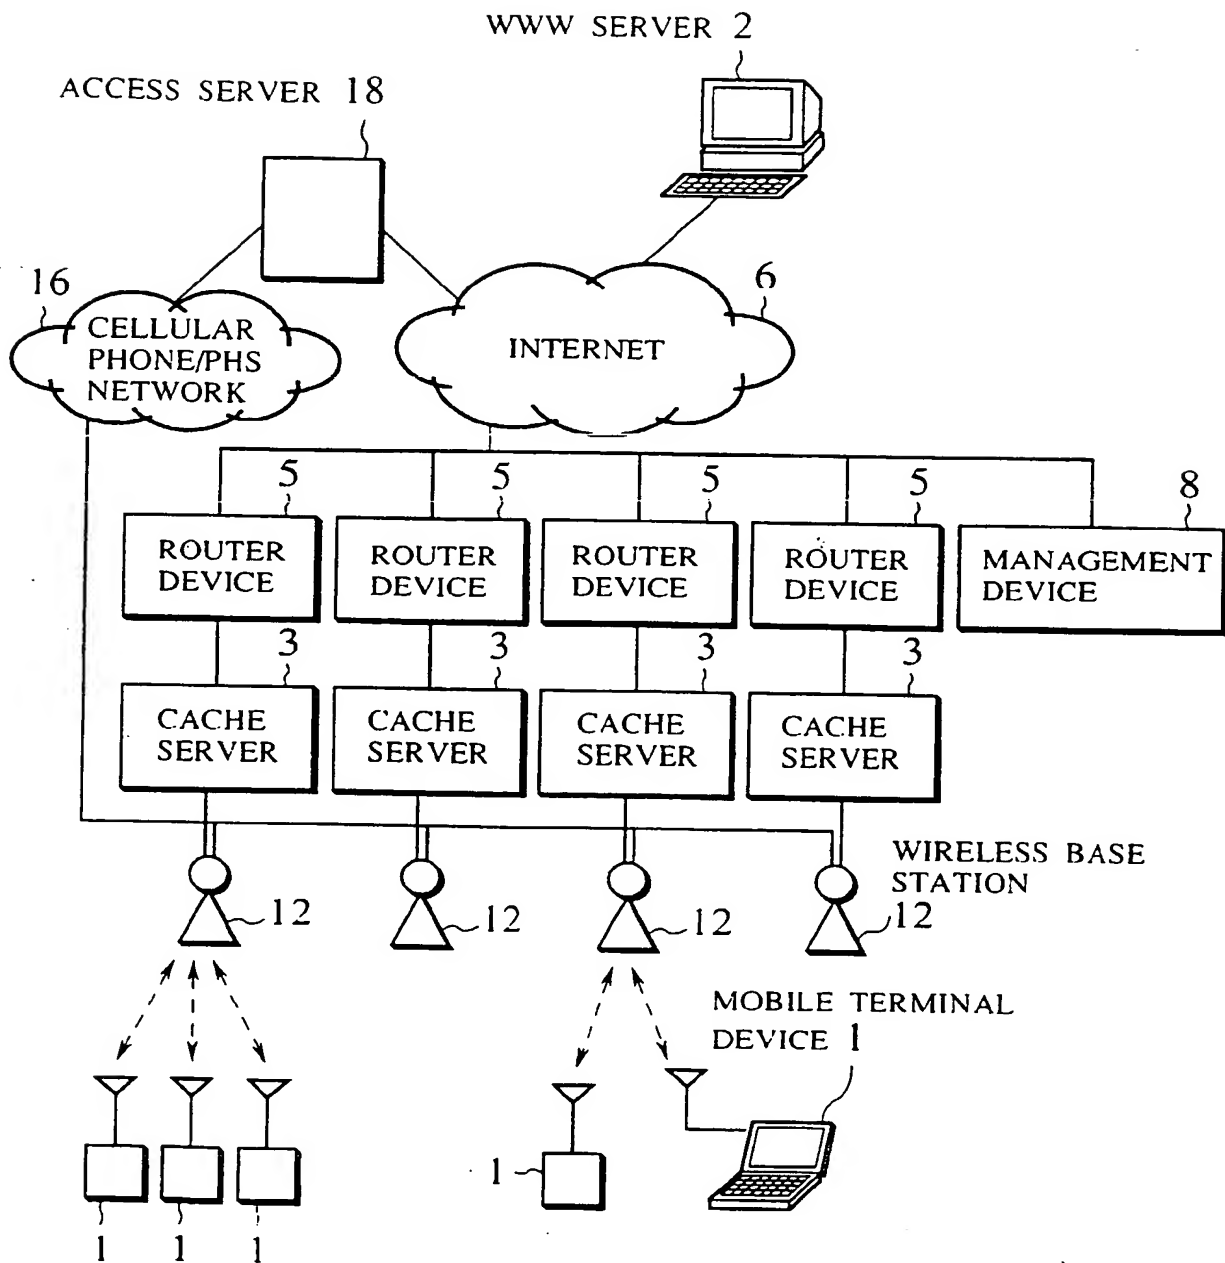 WWW SERVER 2
ACCESS SERVER 18
16
CELLULAR
PHONE/PHS
NETWORK
6
INTERNET
5
5
5
5
8
ROUTER
DEVICE
ROUTER
DEVICE
ROUTER
DEVICE
ROUTER
DEVICE
MANAGEMENT
DEVICE
3
3
3
3
CACHE
SERVER
CACHE
SERVER
CACHE
SERVER
CACHE
SERVER
WIRELESS BASE
STATION
12
12
12
12
MOBILE TERMINAL
DEVICE 1
1
1
1
1